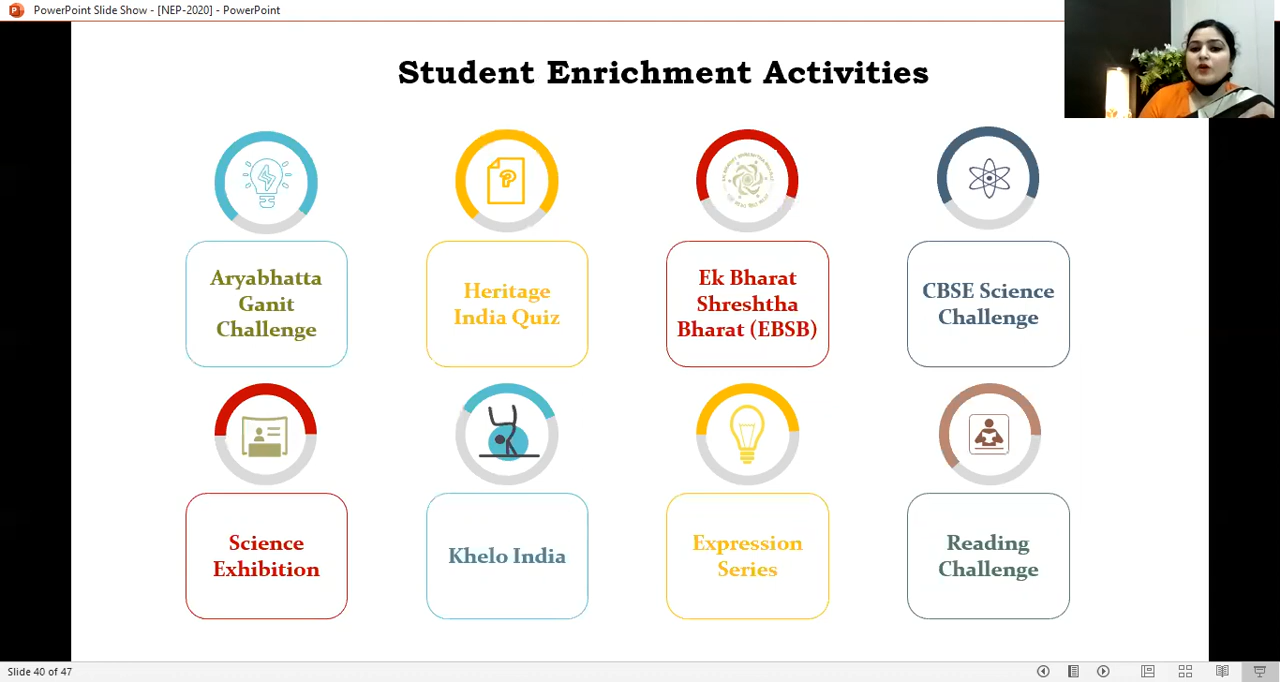 PowerPoint Slide Show - [NEP-2020] - PowerPoint
Student Enrichment Activities
Aryabhatta
Ganit
Challenge
Heritage
India Quiz
Ek Bharat
Shreshtha
Bharat (EBSB)
CBSE Science
Challenge
Science
Exhibition
Khelo India
Expression
Series
Reading
Challenge
Slide 40 of 47